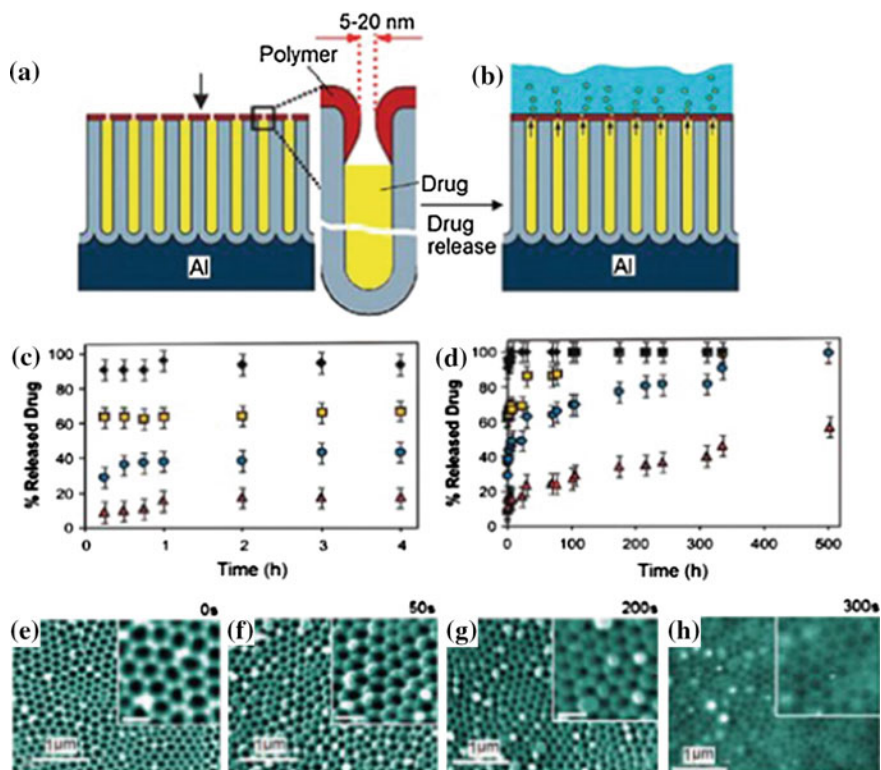 5-20 nm
(a)
Polymer
(b)
Drug
Drug
release
Al
Al
(c)
100
80
60
40
20
0
% Released Drug
0
1
2
3
4
Time (h)
(d)
100
80
60
40
20
0
% Released Drug
0
100
200
300
400
500
Time (h)
0s
50s
200s
300s
(e)
(f)
(g)
(h)
1µm
1µm
1µm
1µm